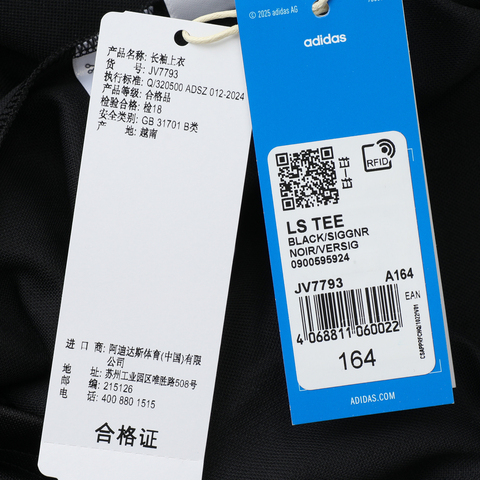 产品名称: 长袖上衣
货 号: JV7793
执行标准: Q/320500 ADSZ 012-2024
产品等级: 合格品
检验合格: 检18
安全类别: GB 31701 B类
产 地: 越南
进 口 商: 阿迪达斯体育(中国)有限
公司
地 址: 苏州工业园区唯胜路508号
邮 编: 215126
电 话: 400 880 1515
合格证
© 2025 adidas AG
adidas
RFID
LS TEE
BLACK/SIGGNR
NOIR/VERSIG
0900595924
JV7793 A164
EAN
4 068811 060022
164
ADIDAS.COM